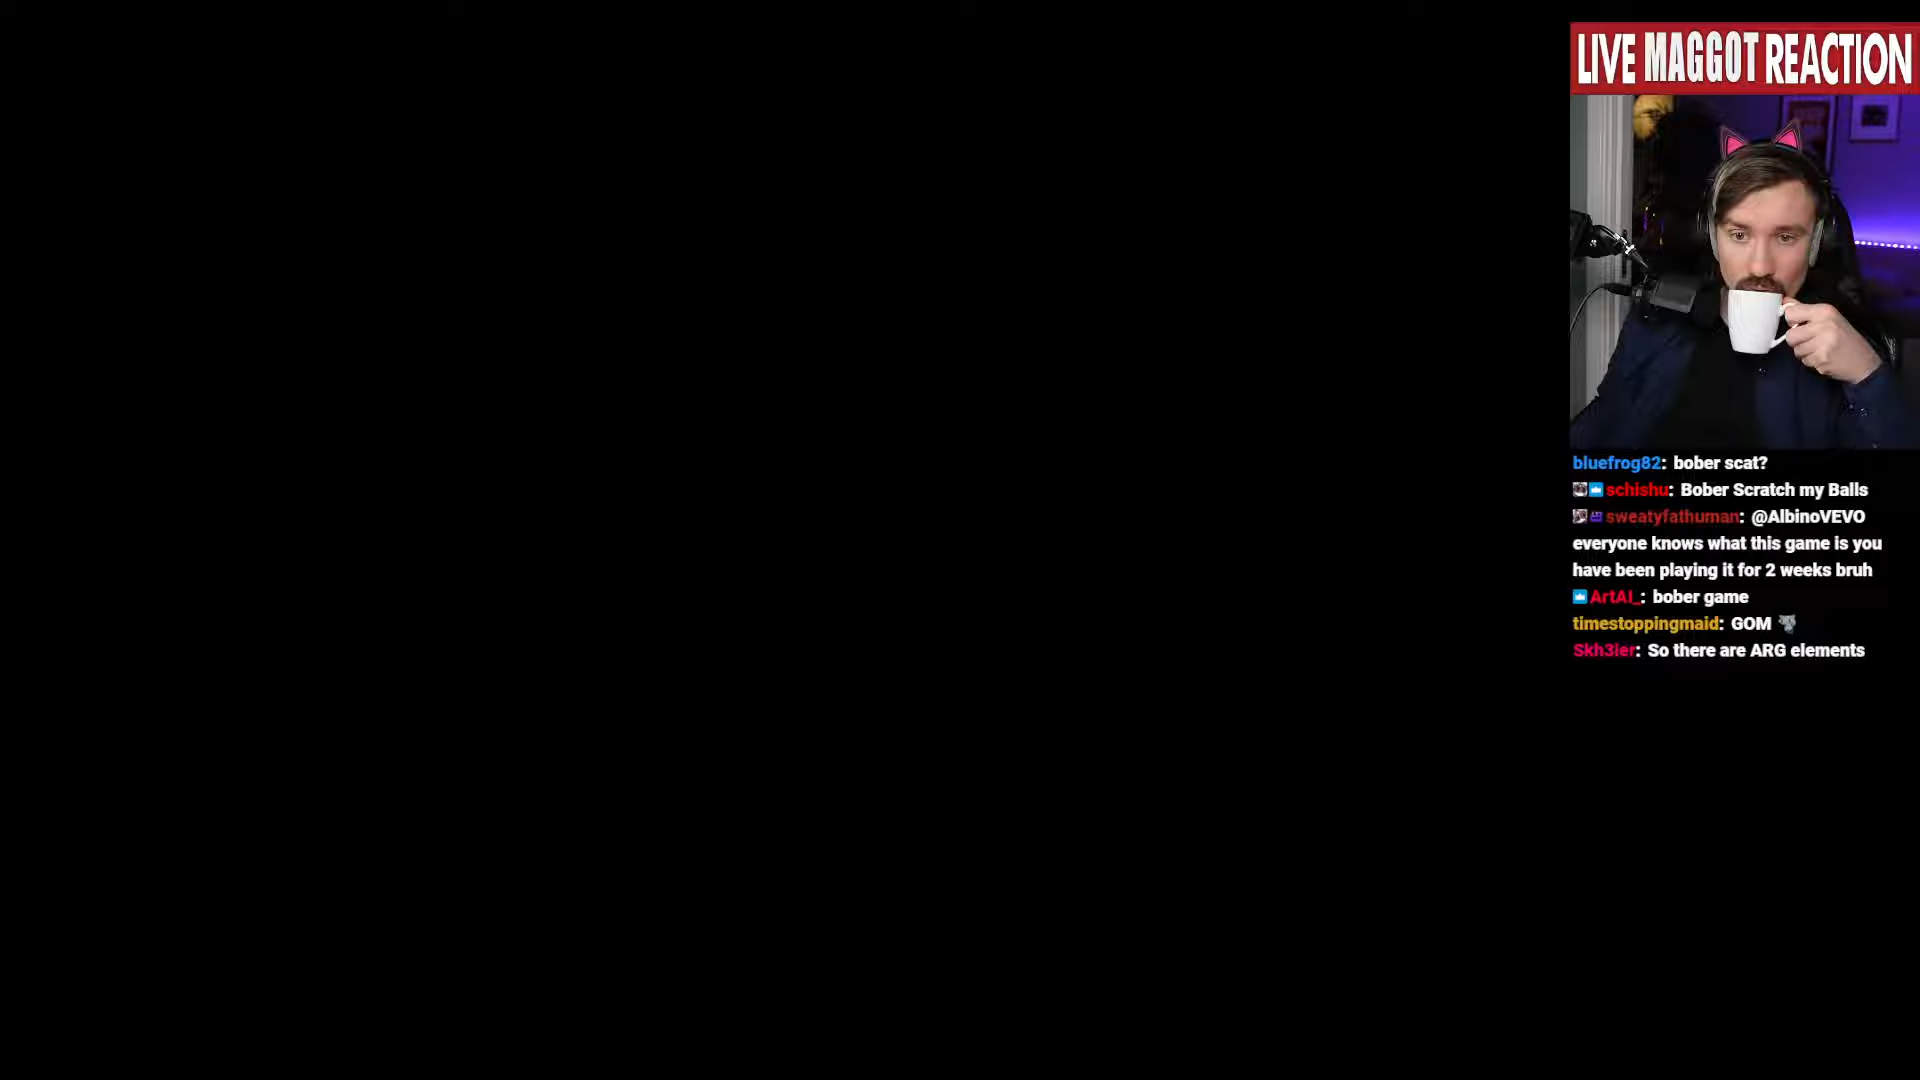 LIVE MAGGOT REACTION
bluefrog82: bober scat?
schishu: Bober Scratch my Balls
sweatyfathuman: @AlbinoVEVO
everyone knows what this game is you
have been playing it for 2 weeks bruh
ArtAI_: bober game
timestoppingmaid: GOM
Skh3ler: So there are ARG elements